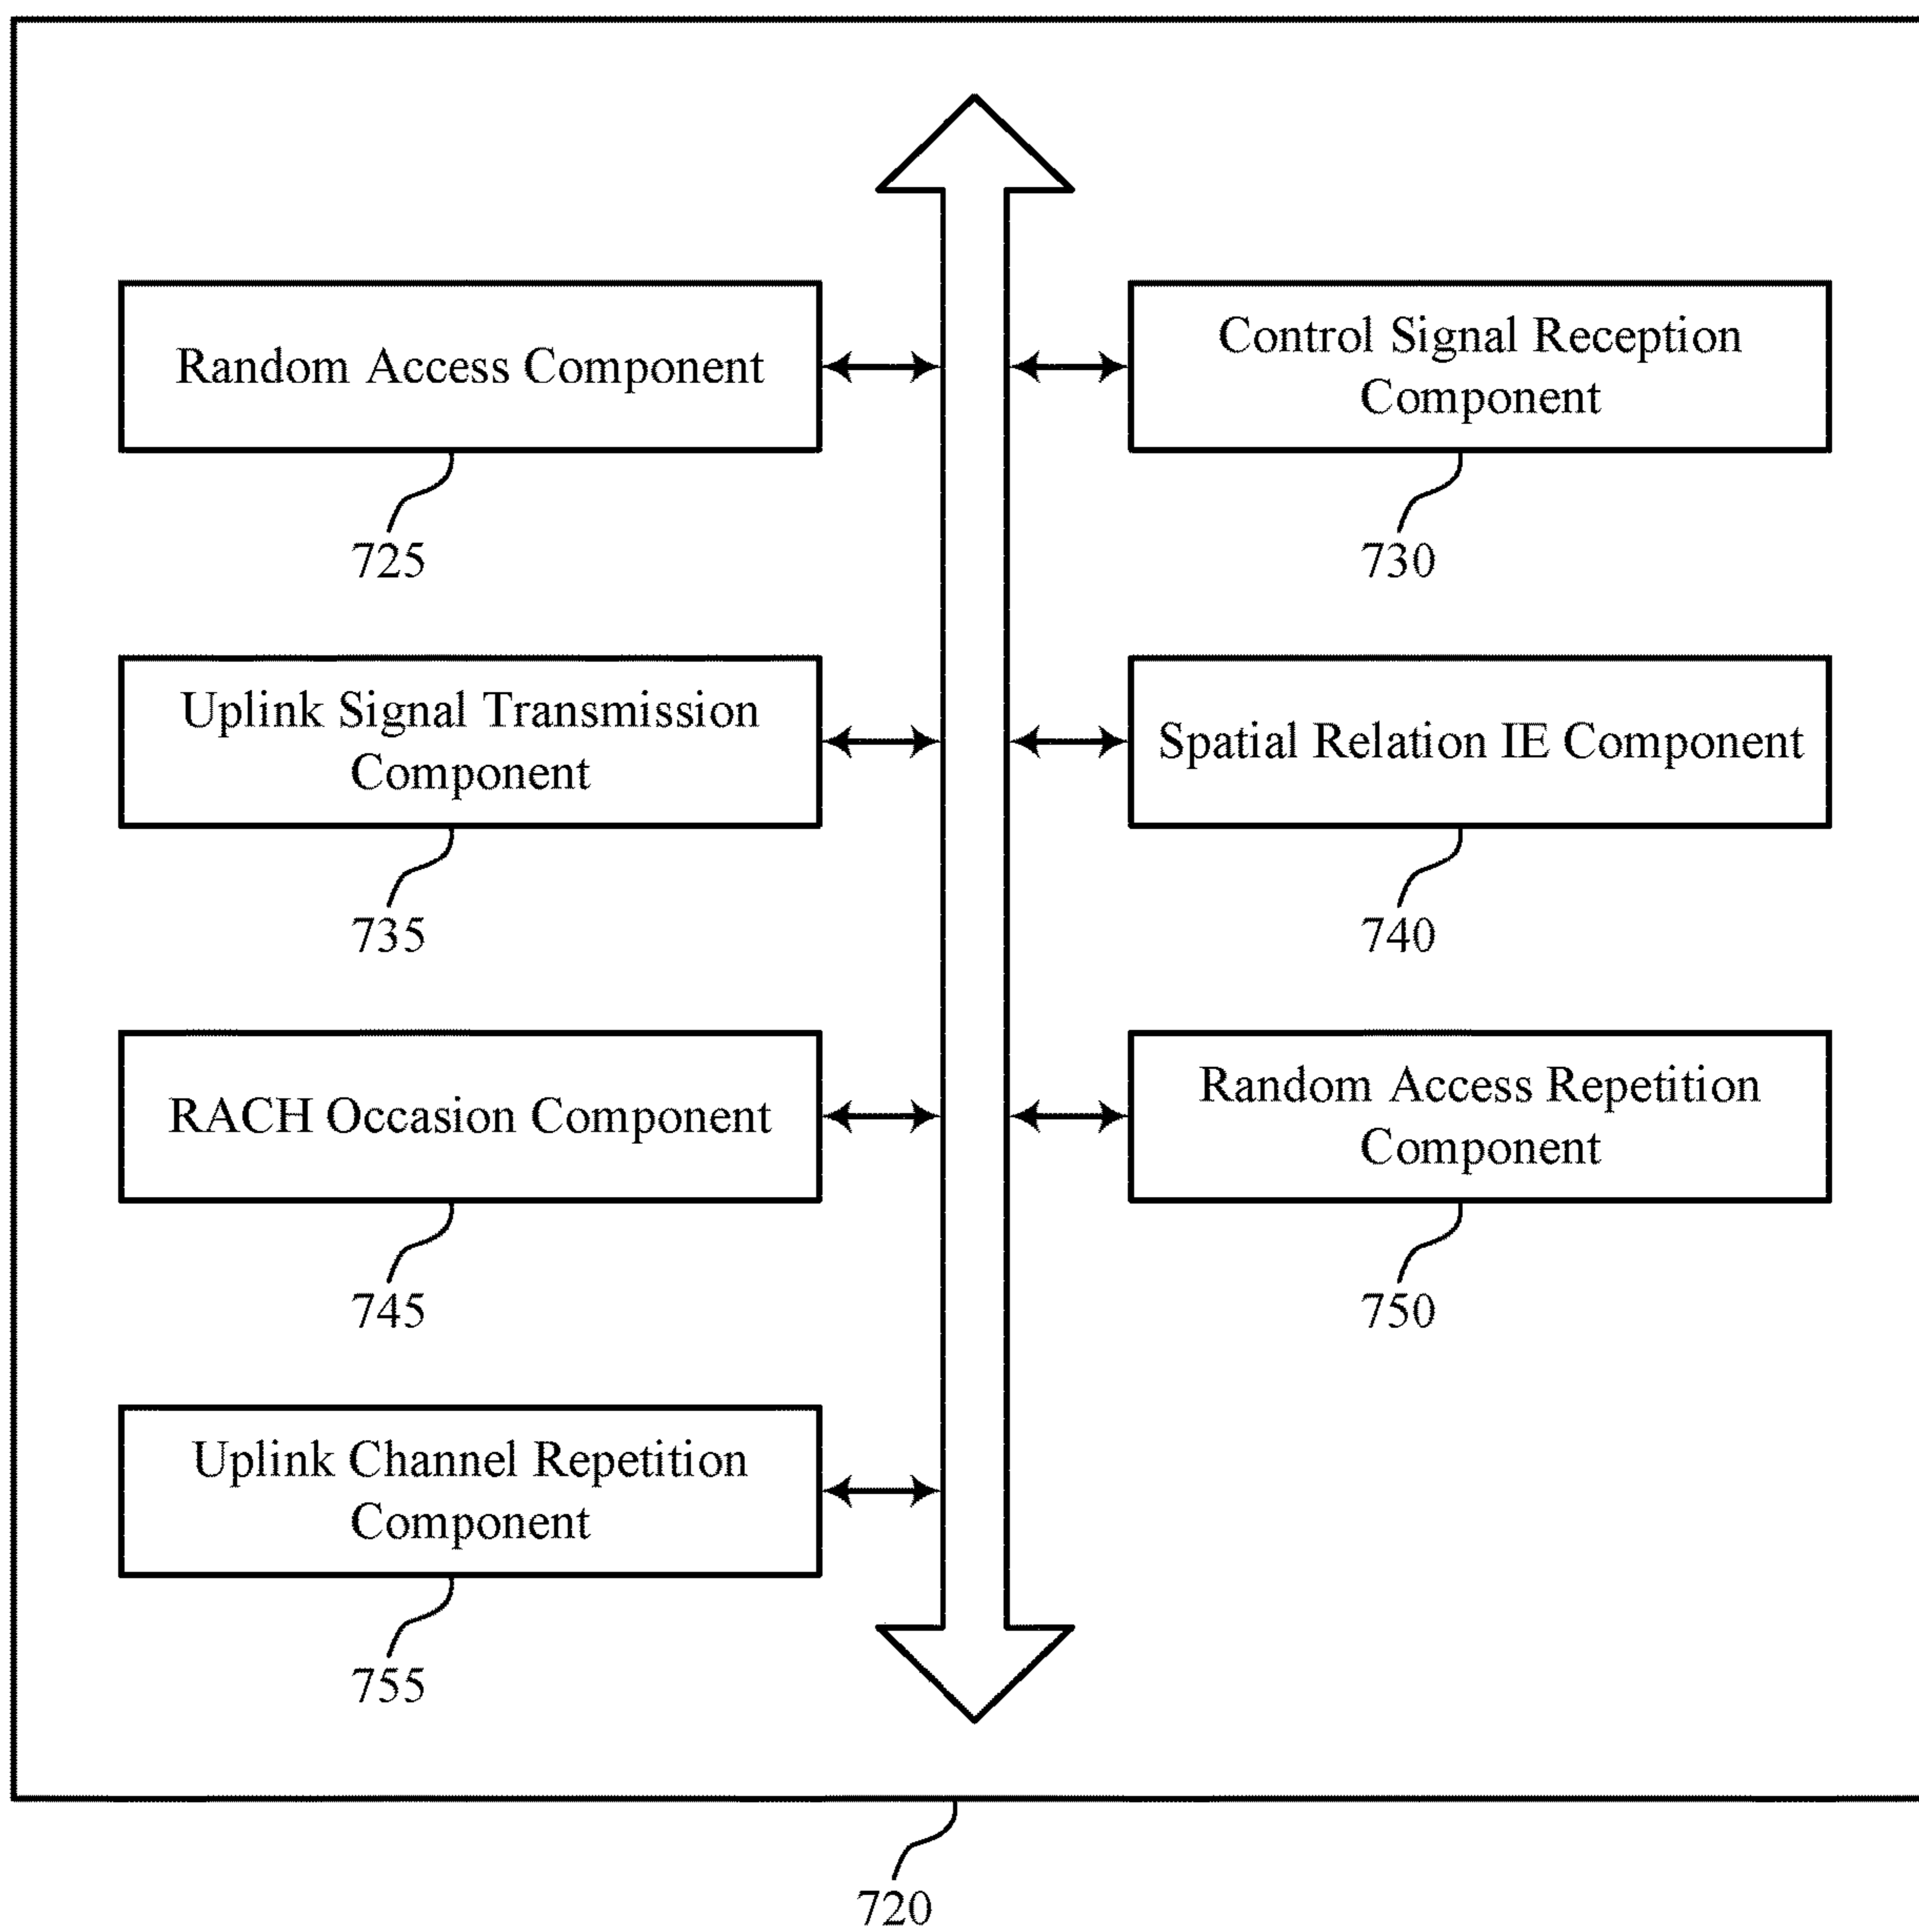 Random Access Component
725
Control Signal Reception
Component
730
Uplink Signal Transmission
Component
735
Spatial Relation IE Component
740
RACH Occasion Component
745
Random Access Repetition
Component
750
Uplink Channel Repetition
Component
755
720